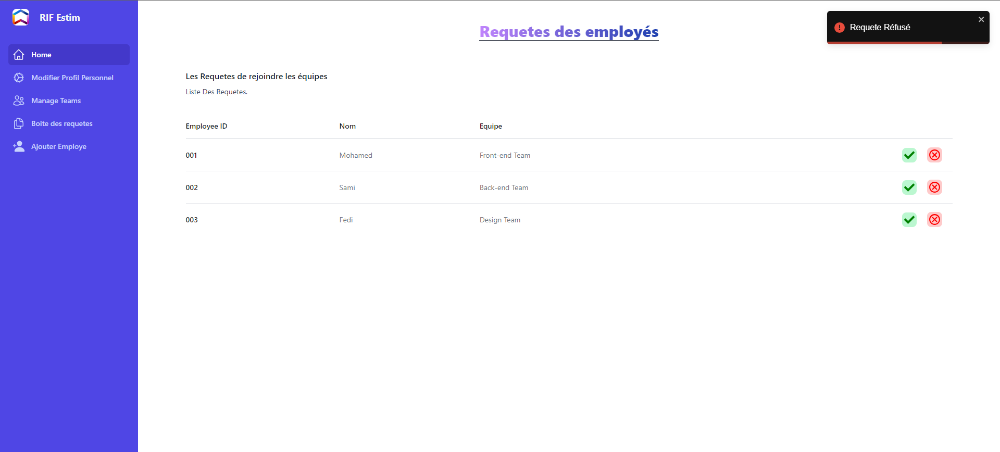 RIF Estim
Home
Modifier Profil Personnel
Manage Teams
Boite des requetes
Ajouter Employe
Requetes des employés
Requete Réfusé
Les Requetes de rejoindre les équipes
Liste Des Requetes.
Employee ID Nom Equipe
001 Mohamed Front-end Team
002 Sami Back-end Team
003 Fedi Design Team